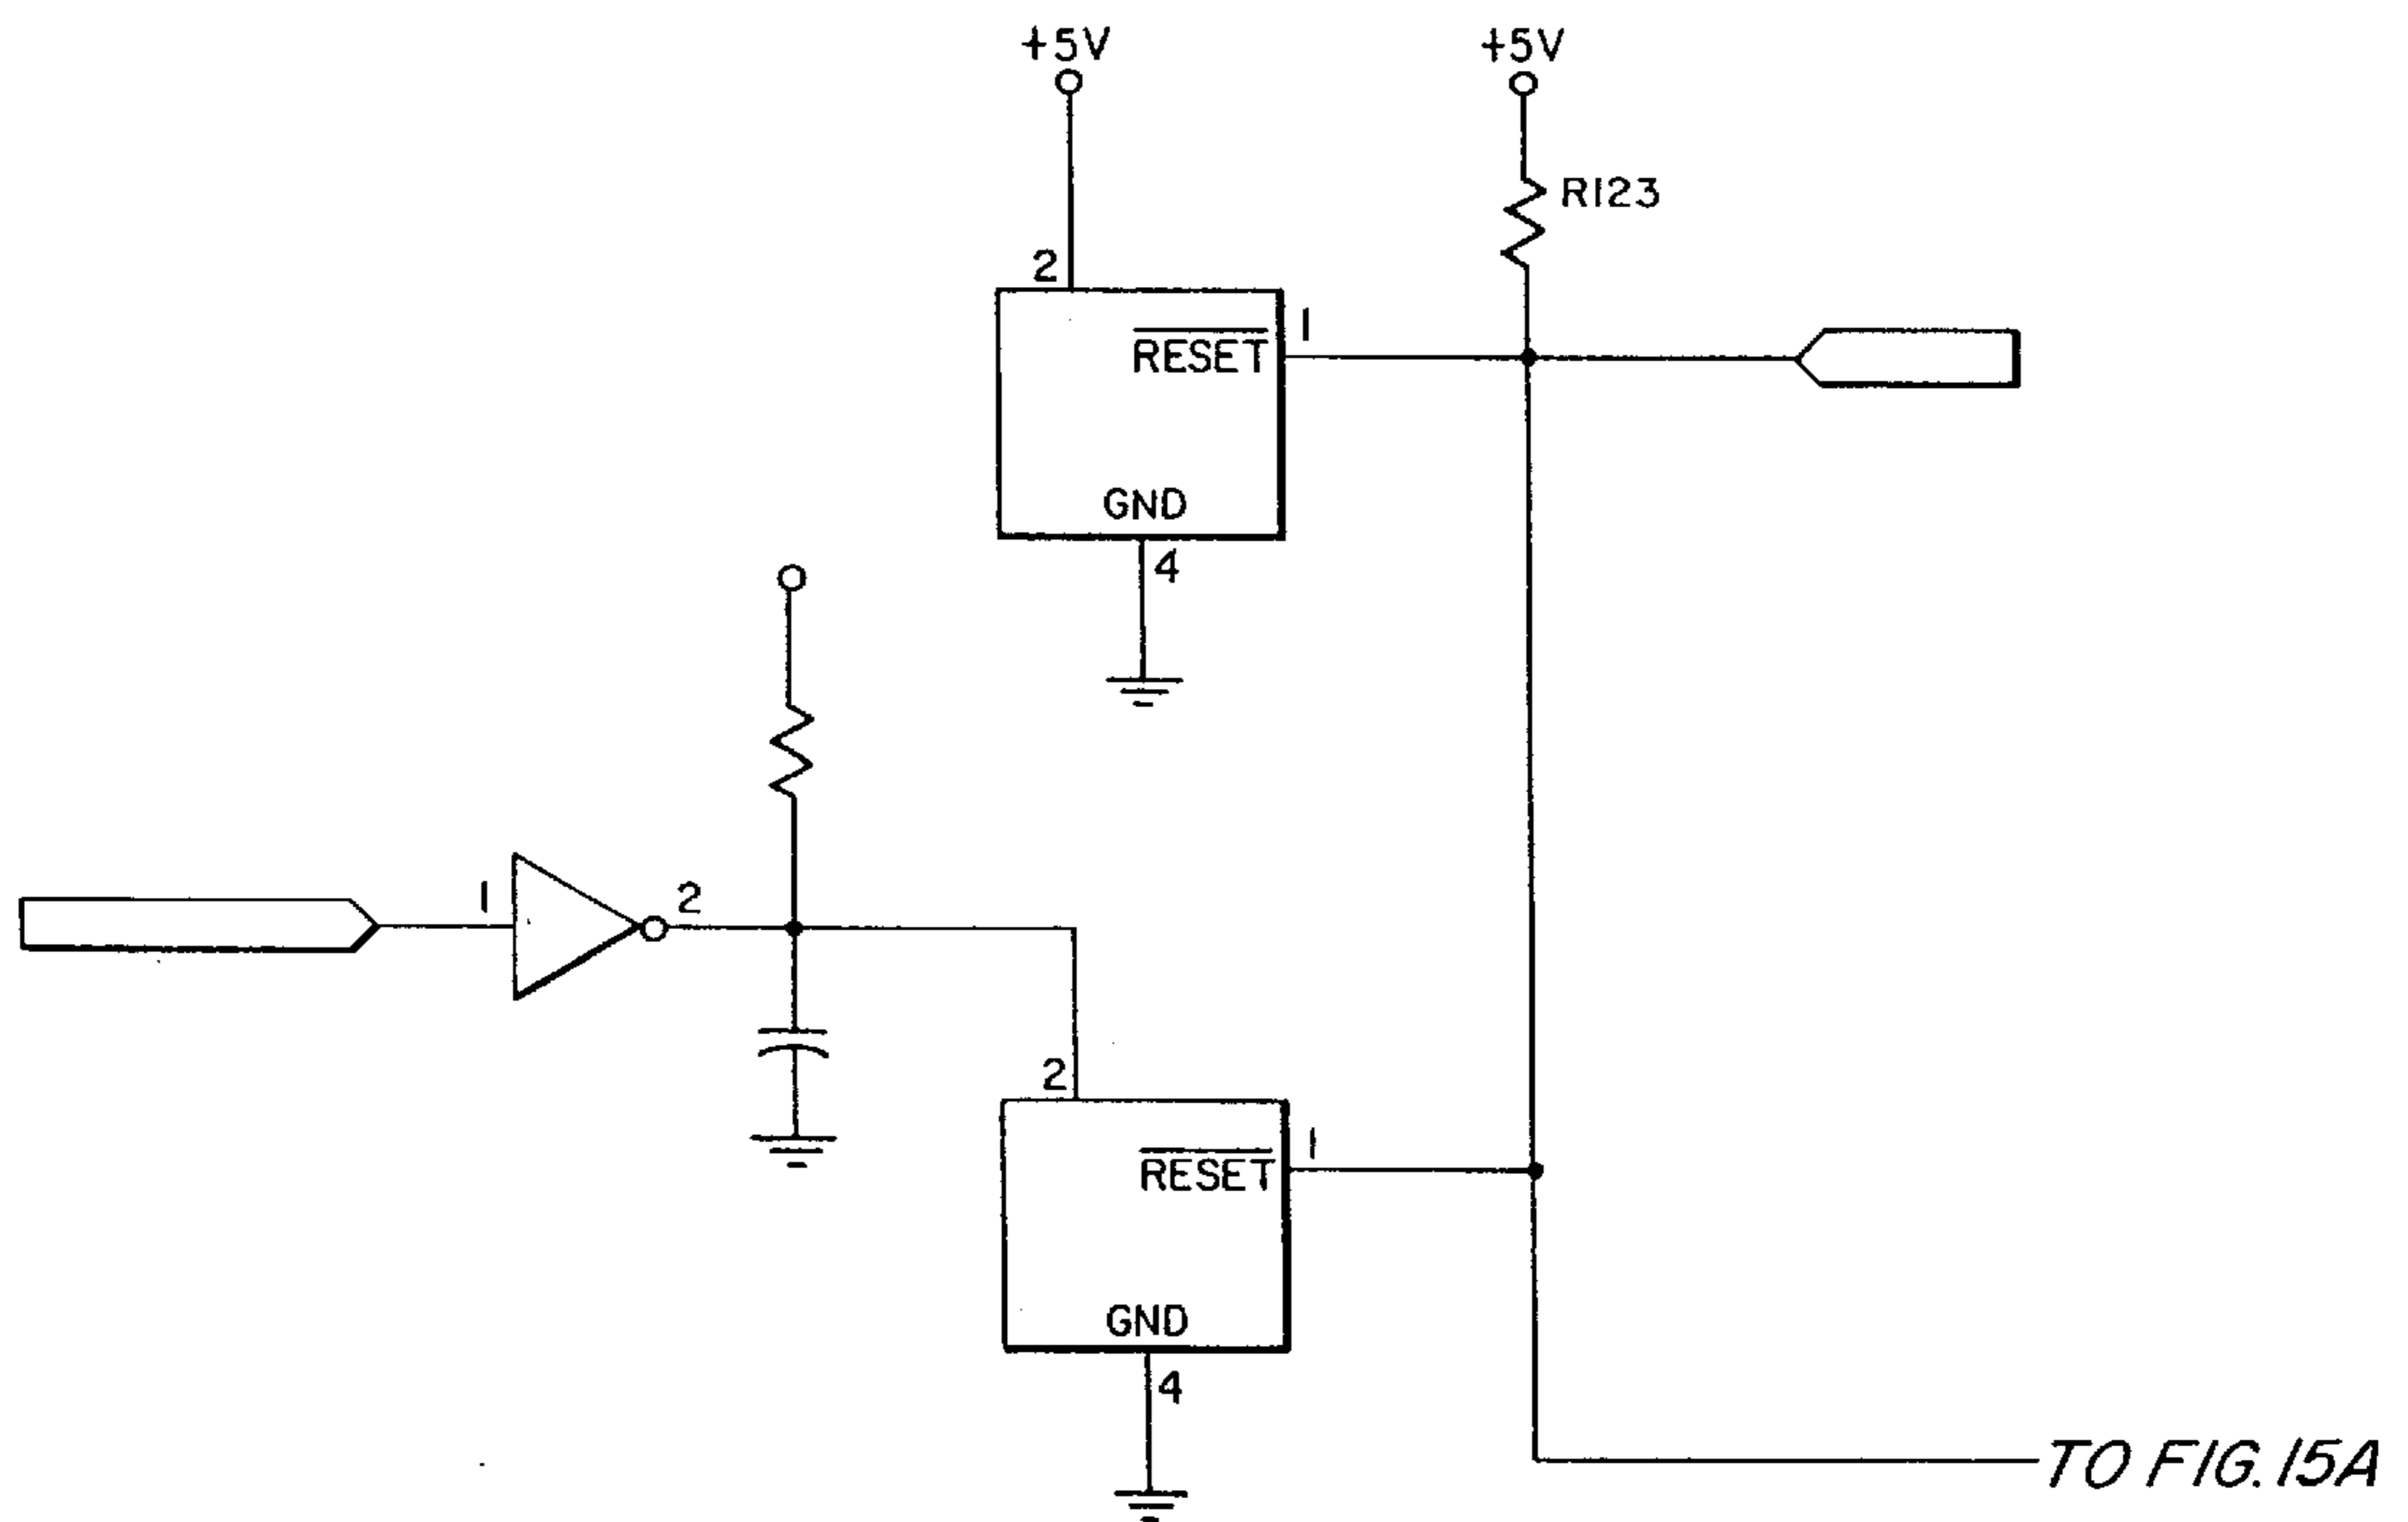 +5V
+5V
R123
2
RESET
1
GND
4
1
2
2
RESET
1
GND
4
TO FIG. 15A